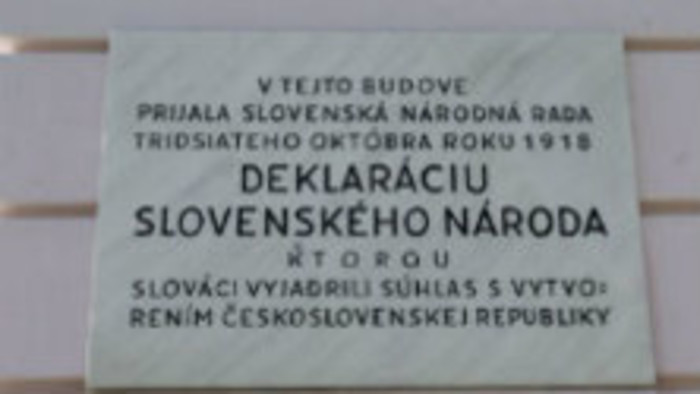 V TEJTO BUDOVE
PRIJALA SLOVENSKÁ NÁRODNÁ RADA
TRIDSIATEHO OKTÓBRA ROKU 1918
DEKLARÁCIU
SLOVENSKÉHO NÁRODA
KTOROU
SLOVÁCI VYJADRILI SÚHLAS S VYTVO=
RENÍM ČESKOSLOVENSKEJ REPUBLIKY